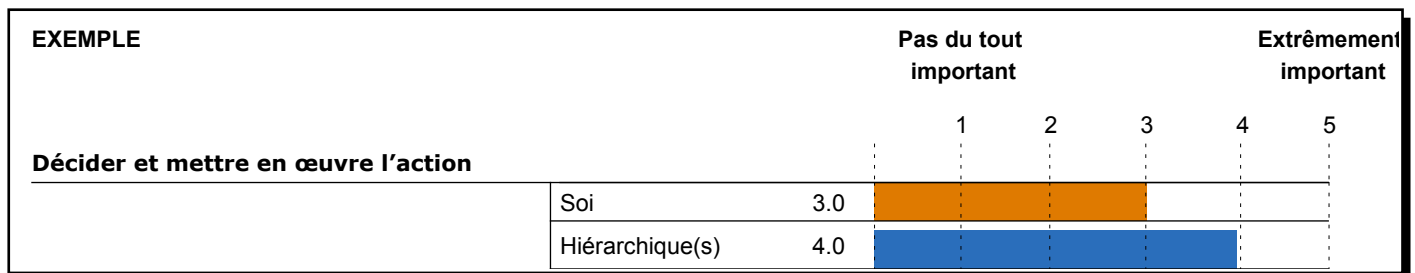 EXEMPLE
Pas du tout important
Extrêmement important
1 2 3 4 5
Décider et mettre en œuvre l’action
Soi 3.0
Hiérarchique(s) 4.0